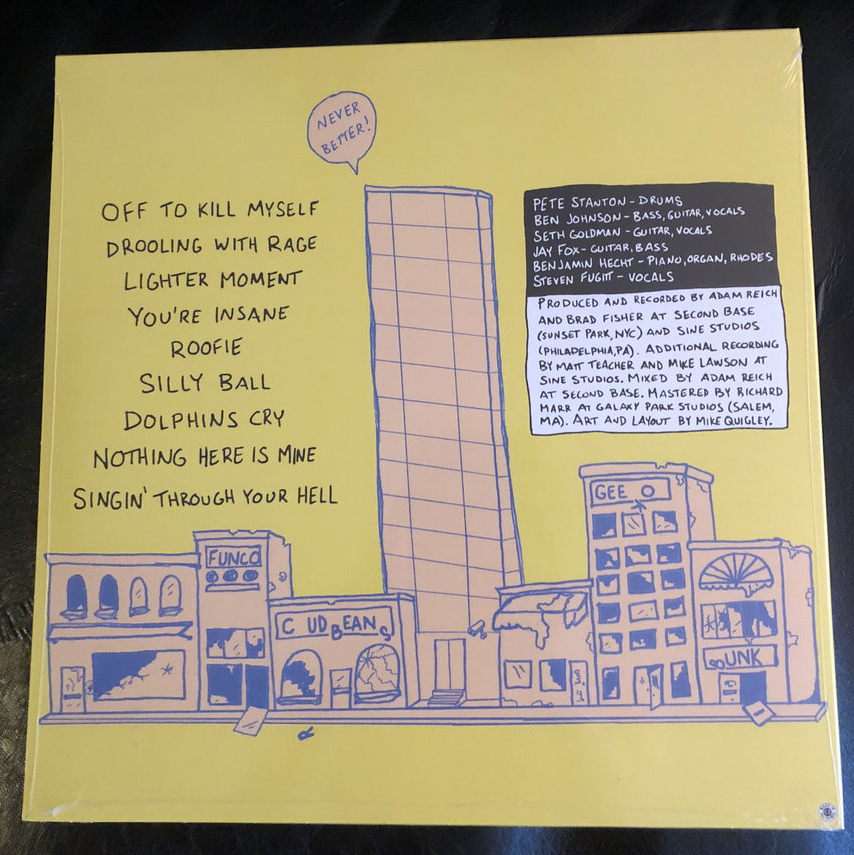 NEVER
BETTER!
OFF TO KILL MYSELF
DROOLING WITH RAGE
LIGHTER MOMENT
YOU'RE INSANE
ROOFIE
SILLY BALL
DOLPHINS CRY
NOTHING HERE IS MINE
SINGIN' THROUGH YOUR HELL
PETE STANTON - DRUMS
BEN JOHNSON - BASS, GUITAR, VOCALS
SETH GOLDMAN - GUITAR, VOCALS
JAY FOX - GUITAR, BASS
BENJAMIN HECHT - PIANO, ORGAN, RHODES
STEVEN FUGITT - VOCALS
PRODUCED AND RECORDED BY ADAM REICH
AND BRAD FISHER AT SECOND BASE
(SUNSET PARK, NYC) AND SINE STUDIOS
(PHILADELPHIA, PA). ADDITIONAL RECORDING
BY MATT TEACHER AND MIKE LAWSON AT
SINE STUDIOS. MIXED BY ADAM REICH
AT SECOND BASE. MASTERED BY RICHARD
MARR AT GALAXY PARK STUDIOS (SALEM,
MA). ART AND LAYOUT BY MIKE QUIGLEY.
GEE O
FUNCO
C UD BEANS
UNK
R